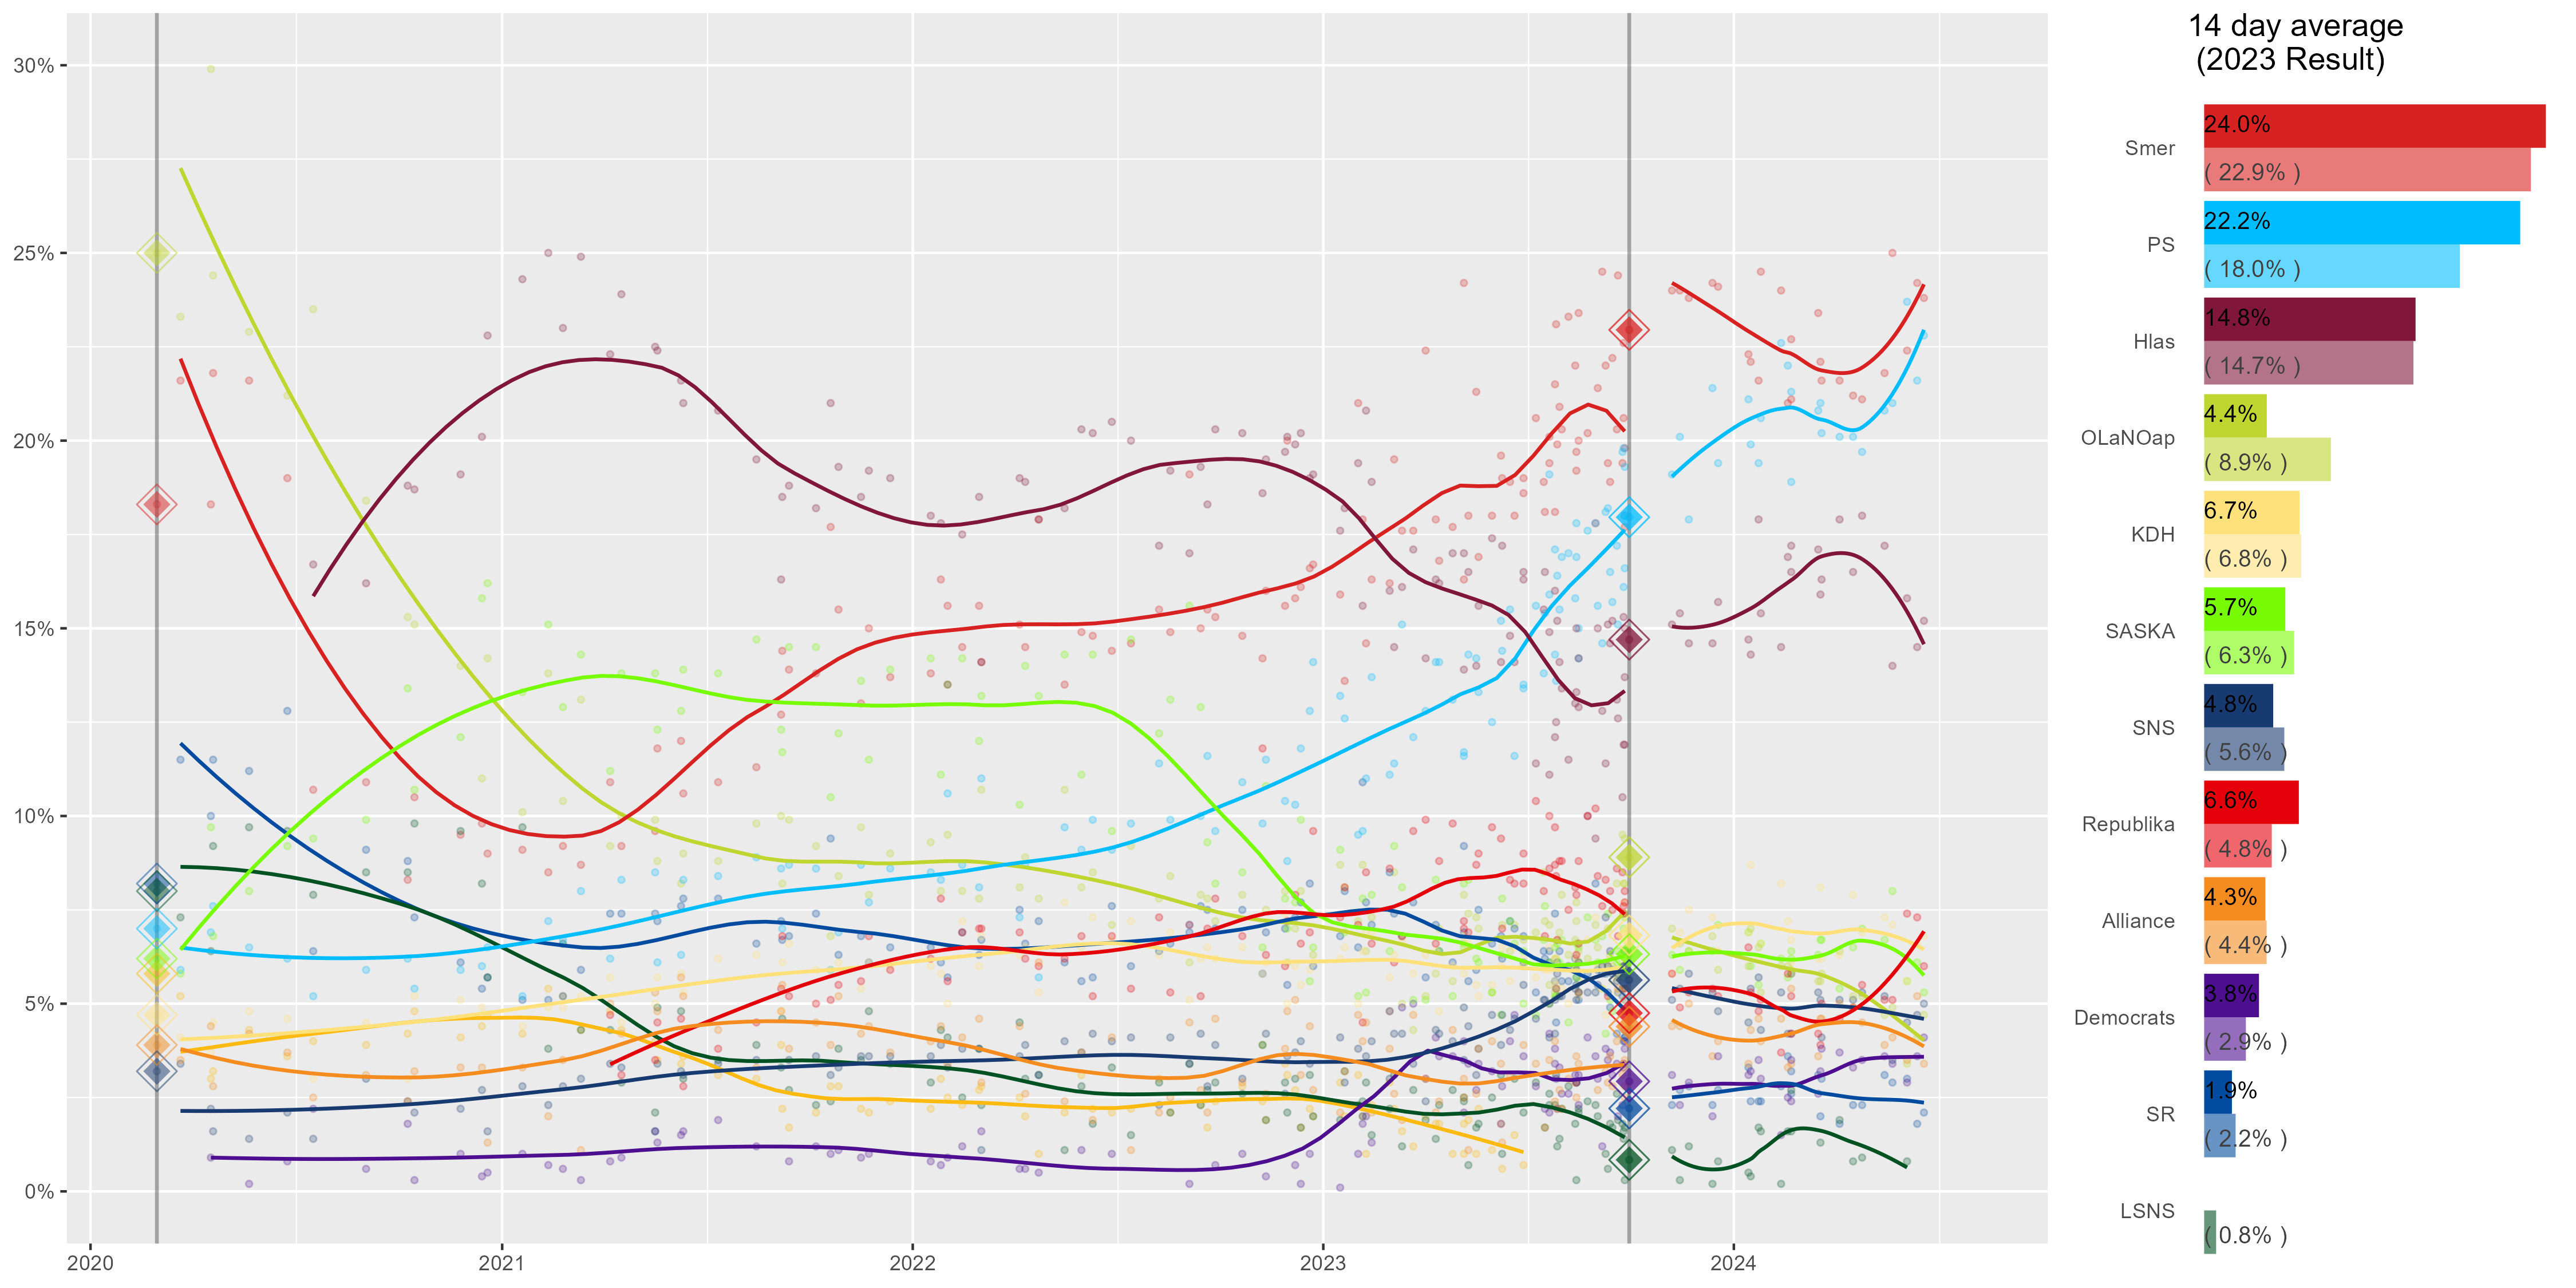 30%
25%
20%
15%
10%
5%
0%
2020
2021
2022
2023
2024
14 day average
(2023 Result)
Smer
24.0%
( 22.9% )
PS
22.2%
( 18.0% )
Hlas
14.8%
( 14.7% )
OLaNOap
4.4%
( 8.9% )
KDH
6.7%
( 6.8% )
SASKA
5.7%
( 6.3% )
SNS
4.8%
( 5.6% )
Republika
6.6%
( 4.8% )
Alliance
4.3%
( 4.4% )
Democrats
3.8%
( 2.9% )
SR
1.9%
( 2.2% )
LSNS
( 0.8% )